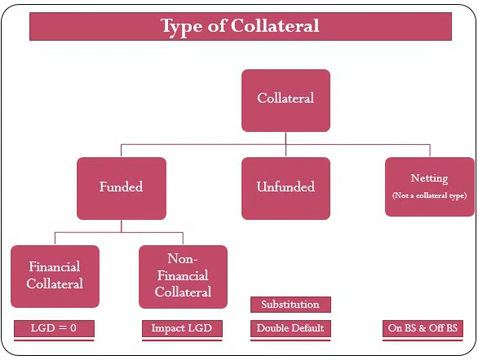 Type of Collateral
Collateral
Funded
Unfunded
Netting
(Not a collateral type)
Financial
Collateral
Non-
Financial
Collateral
Substitution
LGD = 0
Impact LGD
Double Default
On BS & Off BS